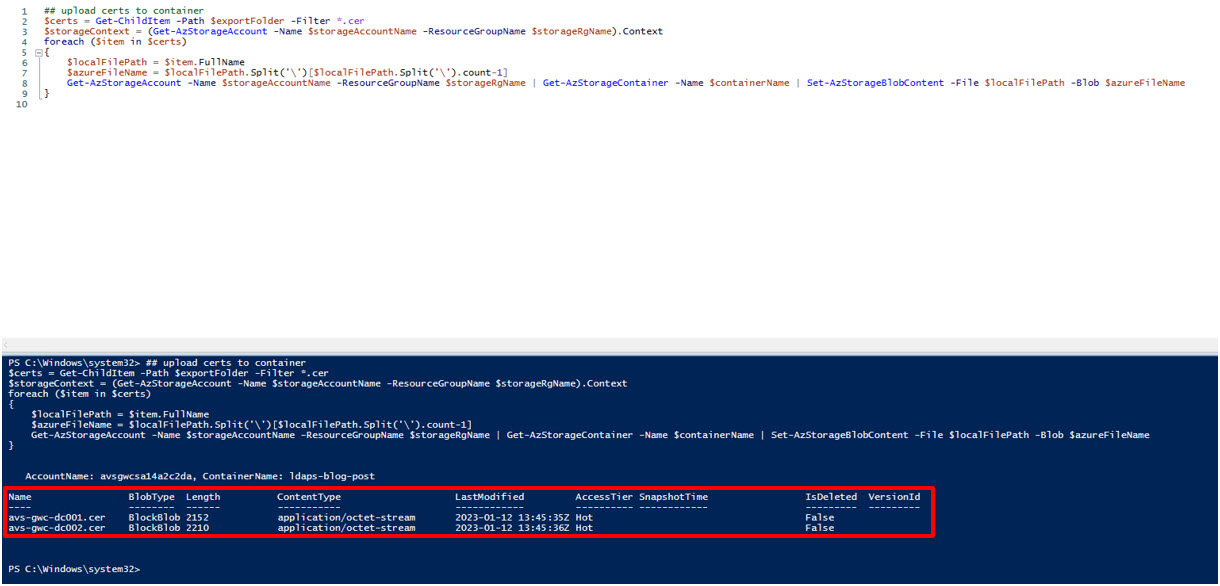 1 ## upload certs to container
2 $certs = Get-ChildItem -Path $exportFolder -Filter *.cer
3 $storageContext = (Get-AzStorageAccount -Name $storageAccountName -ResourceGroupName $storageRgName).Context
4 foreach ($item in $certs)
5 {
6 $localFilePath = $item.FullName
7 $azureFileName = $localFilePath.Split('\')[$localFilePath.Split('\').count-1]
8 Get-AzStorageAccount -Name $storageAccountName -ResourceGroupName $storageRgName | Get-AzStorageContainer -Name $containerName | Set-AzStorageBlobContent -File $localFilePath -Blob $azureFileName
9 }
10
PS C:\Windows\system32> ## upload certs to container
$certs = Get-ChildItem -Path $exportFolder -Filter *.cer
$storageContext = (Get-AzStorageAccount -Name $storageAccountName -ResourceGroupName $storageRgName).Context
foreach ($item in $certs)
{
$localFilePath = $item.FullName
$azureFileName = $localFilePath.Split('\')[$localFilePath.Split('\').count-1]
Get-AzStorageAccount -Name $storageAccountName -ResourceGroupName $storageRgName | Get-AzStorageContainer -Name $containerName | Set-AzStorageBlobContent -File $localFilePath -Blob $azureFileName
}
AccountName: avsgwcsa14a2c2da, ContainerName: ldaps-blog-post
Name BlobType Length ContentType LastModified AccessTier SnapshotTime IsDeleted VersionId
---- -------- ------ ----------- ------------ ---------- ------------ --------- ---------
avs-gwc-dc001.cer BlockBlob 2152 application/octet-stream 2023-01-12 13:45:35Z Hot False
avs-gwc-dc002.cer BlockBlob 2210 application/octet-stream 2023-01-12 13:45:36Z Hot False
PS C:\Windows\system32>